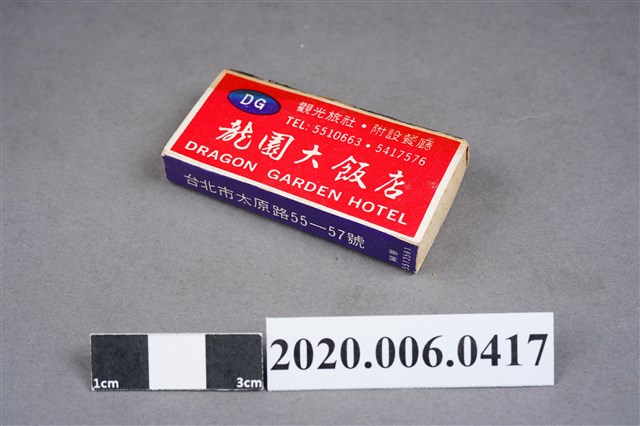 DG
觀光旅社・附設餐廳
TEL: 5510663・5417576
龍園大飯店
DRAGON GARDEN HOTEL
台北市太原路55—57號
1cm
3cm
2020.006.0417